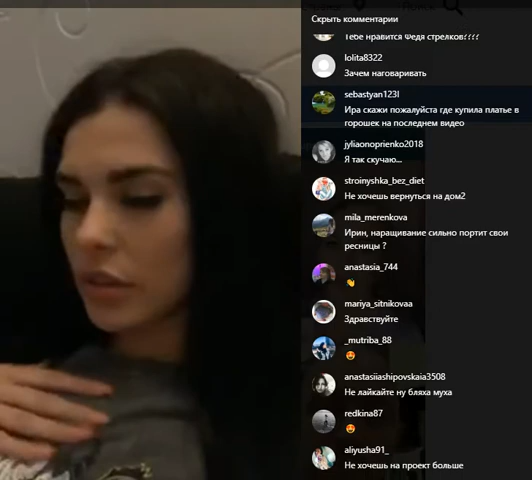 Скрыть комментарии
Тебе нравится Федя стрелков????
lolita8322
Зачем наговаривать
sebastyan123l
Ира скажи пожалуйста где купила платье в
горошек на последнем видео
jyliaonoprienko2018
Я так скучаю...
stroinyshka_bez_diet
Не хочешь вернуться на дом2
mila_merenkova
Ирин, наращивание сильно портит свои
ресницы ?
anastasia_744
👏
mariya_sitnikovaa
Здравствуйте
_mutriba_88
😍
anastasiiashipovskaia3508
Не лайкайте ну бляха муха
redkina87
😍
aliyusha91_
Не хочешь на проект больше